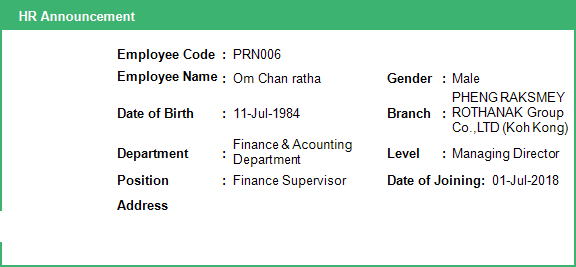 HR Announcement
Employee Code : PRN006
Employee Name : Om Chan ratha Gender : Male
Date of Birth : 11-Jul-1984 Branch : PHENG RAKSMEY
ROTHANAK Group
Co.,LTD (Koh Kong)
Department : Finance & Acounting
Department
Level : Managing Director
Position : Finance Supervisor Date of Joining: 01-Jul-2018
Address